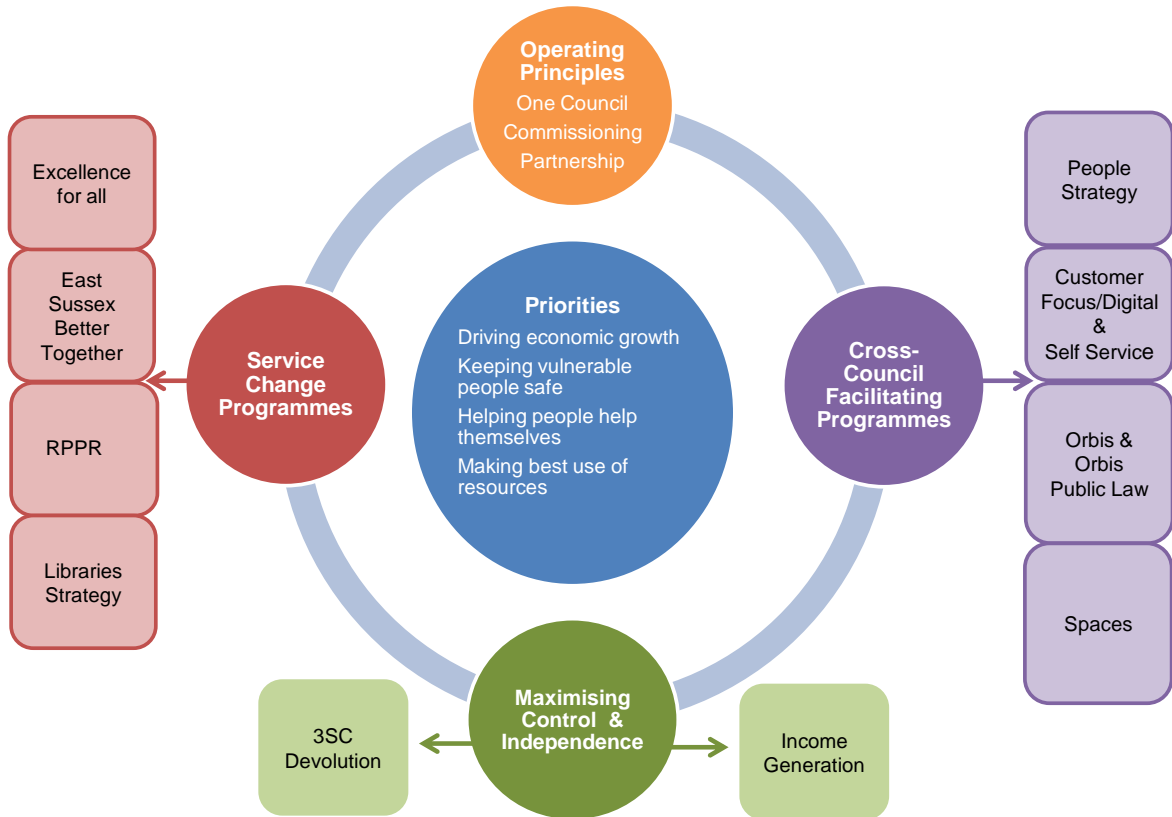 Operating
Principles
One Council
Commissioning
Partnership
Excellence
for all
East
Sussex
Better
Together
RPPR
Libraries
Strategy
Service
Change
Programmes
Priorities
Driving economic growth
Keeping vulnerable
people safe
Helping people help
themselves
Making best use of
resources
Cross-
Council
Facilitating
Programmes
People
Strategy
Customer
Focus/Digital
&
Self Service
Orbis &
Orbis
Public Law
Spaces
Maximising
Control &
Independence
3SC
Devolution
Income
Generation